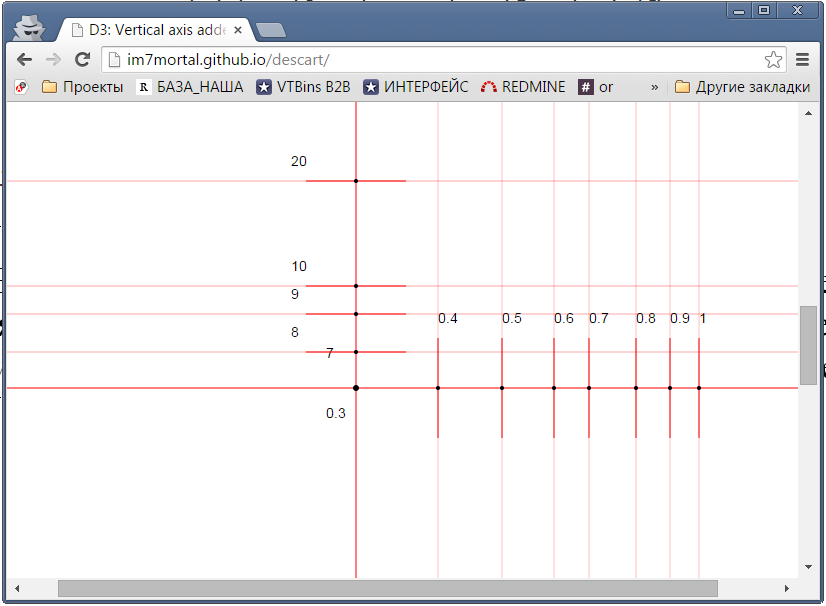 D3: Vertical axis adde
im7mortal.github.io/descart/
Проекты R БАЗА_НАША VTBins B2B ИНТЕРФЕЙС REDMINE # or » Другие закладки
20
10
9
0.4 0.5 0.6 0.7 0.8 0.9 1
8
7
0.3